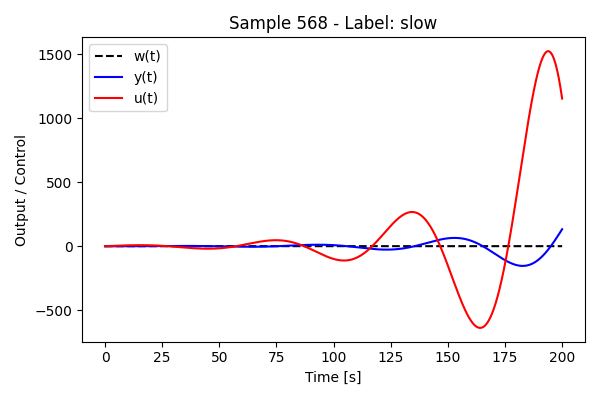 Sample 568 - Label: slow
w(t)
y(t)
u(t)
Output / Control
1500
1000
500
0
−500
0 25 50 75 100 125 150 175 200
Time [s]